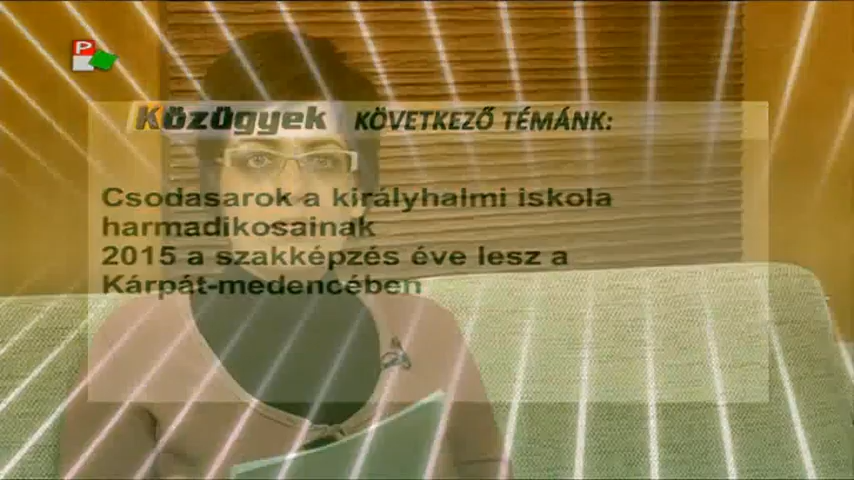 P
Közügyek KÖVETKEZŐ TÉMÁNK:
Csodasarok a királyhalmi iskola
harmadikosainak
2015 a szakképzés éve lesz a
Kárpát-medencében